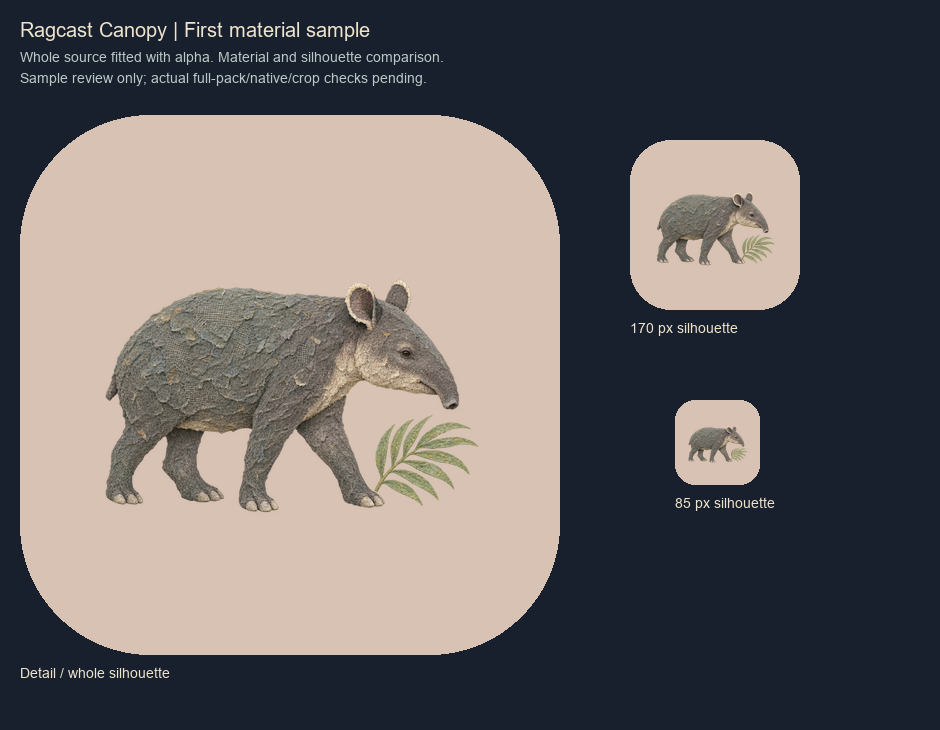 Ragcast Canopy | First material sample
Whole source fitted with alpha. Material and silhouette comparison.
Sample review only; actual full-pack/native/crop checks pending.
170 px silhouette
85 px silhouette
Detail / whole silhouette